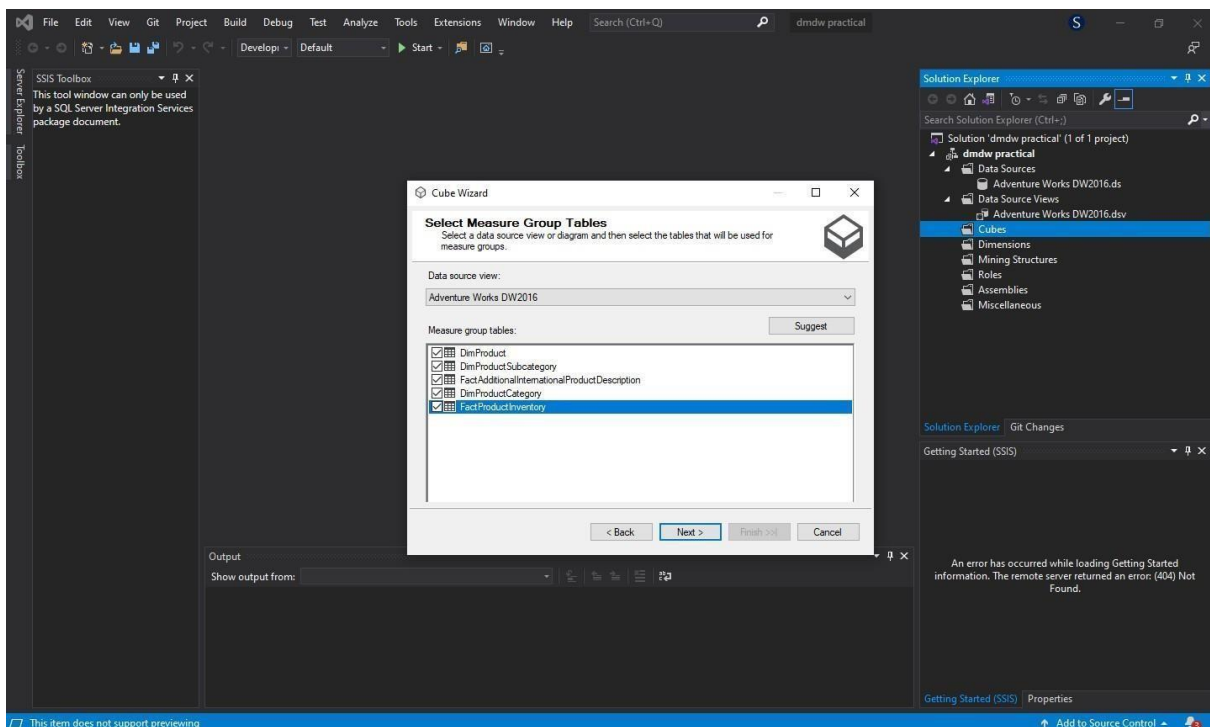 File Edit View Git Project Build Debug Test Analyze Tools Extensions Window Help Search (Ctrl+Q) dmdw practical S
Developi Default Start
Server Explorer
Toolbox
SSIS Toolbox
This tool window can only be used
by a SQL Server Integration Services
package document.
Cube Wizard
Select Measure Group Tables
Select a data source view or diagram and then select the tables that will be used for
measure groups.
Data source view:
Adventure Works DW2016
Measure group tables:
Suggest
DimProduct
DimProductSubcategory
FactAdditionalInternationalProductDescription
DimProductCategory
FactProductInventory
< Back Next > Finish >>| Cancel
Output
Show output from:
Solution Explorer
Search Solution Explorer (Ctrl+;)
Solution 'dmdw practical' (1 of 1 project)
dmdw practical
Data Sources
Adventure Works DW2016.ds
Data Source Views
Adventure Works DW2016.dsv
Cubes
Dimensions
Mining Structures
Roles
Assemblies
Miscellaneous
Solution Explorer Git Changes
Getting Started (SSIS)
An error has occurred while loading Getting Started
information. The remote server returned an error: (404) Not
Found.
Getting Started (SSIS) Properties
This item does not support previewing
Add to Source Control